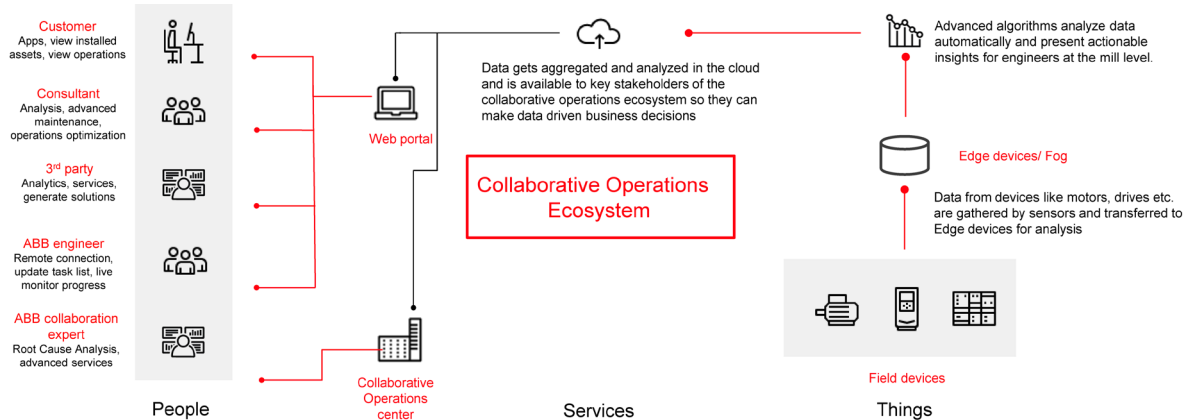 Customer
Apps, view installed
assets, view operations
Consultant
Analysis, advanced
maintenance,
operations optimization
3rd party
Analytics, services,
generate solutions
ABB engineer
Remote connection,
update task list, live
monitor progress
ABB collaboration
expert
Root Cause Analysis,
advanced services
People
Web portal
Collaborative
Operations
center
Data gets aggregated and analyzed in the cloud
and is available to key stakeholders of the
collaborative operations ecosystem so they can
make data driven business decisions
Collaborative Operations
Ecosystem
Services
Advanced algorithms analyze data
automatically and present actionable
insights for engineers at the mill level.
Edge devices/ Fog
Data from devices like motors, drives etc.
are gathered by sensors and transferred to
Edge devices for analysis
Field devices
Things